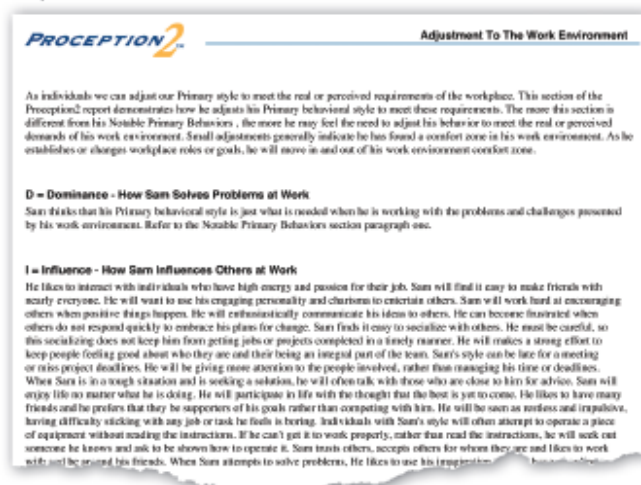 PROCEPTION2
Adjustment To The Work Environment
As individuals we can adjust our Primary style to meet the real or perceived requirements of the workplace. This section of the
Proception2 report demonstrates how he adjusts his Primary behavioral style to meet these requirements. The more this section is
different from his Notable Primary Behaviors , the more he may feel the need to adjust his behavior to meet the real or perceived
demands of his work environment. Small adjustments generally indicate he has found a comfort zone in his work environment. As he
establishes or changes workplace roles or goals, he will move in and out of his work environment comfort zone.
D = Dominance - How Sam Solves Problems at Work
Sam thinks that his Primary behavioral style is just what is needed when he is working with the problems and challenges presented
by his work environment. Refer to the Notable Primary Behaviors section paragraph one.
I = Influence - How Sam Influences Others at Work
He likes to interact with individuals who have high energy and passion for their job. Sam will find it easy to make friends with
nearly everyone. He will want to use his engaging personality and charisma to entertain others. Sam will work hard at encouraging
others when positive things happen. He will enthusiastically communicate his ideas to others. He can become frustrated when
others do not respond quickly to embrace his plans for change. Sam finds it easy to socialize with others. He must be careful, so
this socializing does not keep him from getting jobs or projects completed in a timely manner. He will makes a strong effort to
keep people feeling good about who they are and their being an integral part of the team. Sam's style can be late for a meeting
or miss project deadlines. He will be giving more attention to the people involved, rather than managing his time or deadlines.
When Sam is in a tough situation and is seeking a solution, he will often talk with those who are close to him for advice. Sam will
enjoy life no matter what he is doing. He will participate in life with the thought that the best is yet to come. He likes to have many
friends and he prefers that they be supporters of his goals rather than competing with him. He will be seen as restless and impulsive,
having difficulty sticking with any job or task he feels is boring. Individuals with Sam's style will often attempt to operate a piece
of equipment without reading the instructions. If he can't get it to work properly, rather than read the instructions, he will seek out
someone he knows and ask to be shown how to operate it. Sam trusts others, accepts others for whom they are and likes to work
with and be around his friends. When Sam attempts to solve problems, He likes to use his imagination